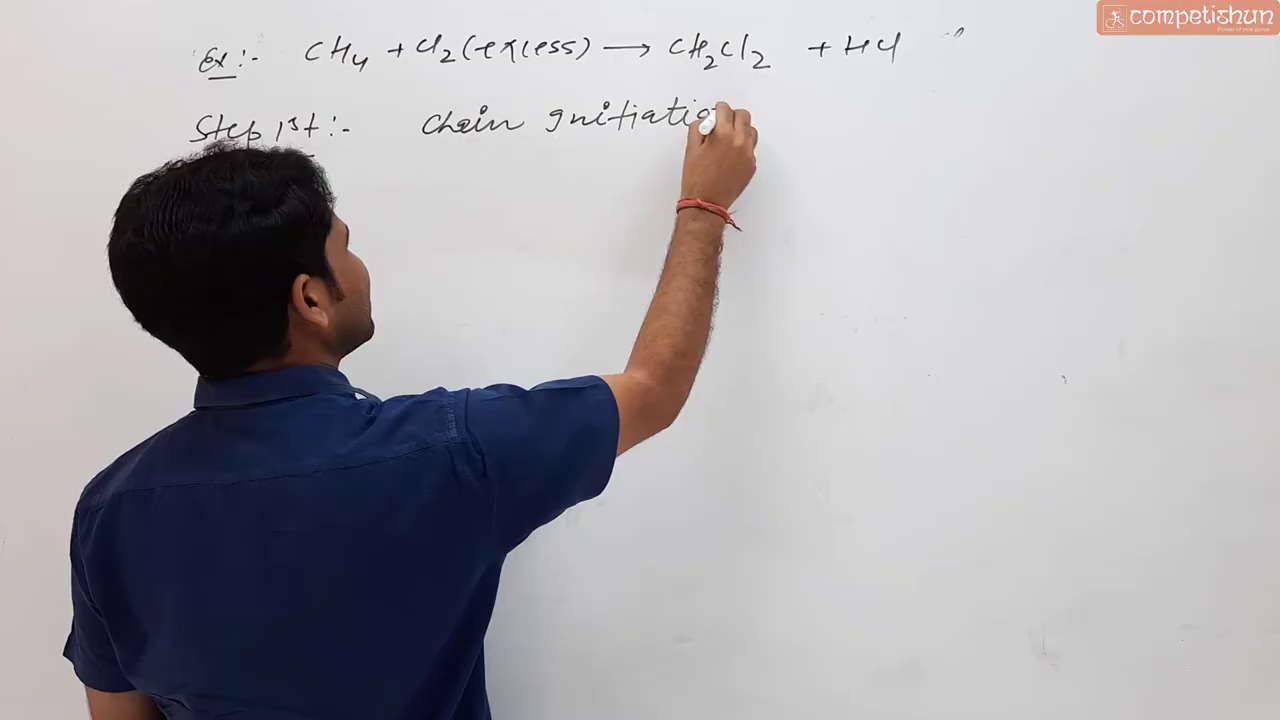 competishun
Ex:- CH4 + Cl2 (excess) → CH2Cl2 + HCl
Step 1st:- Chain Initiatio